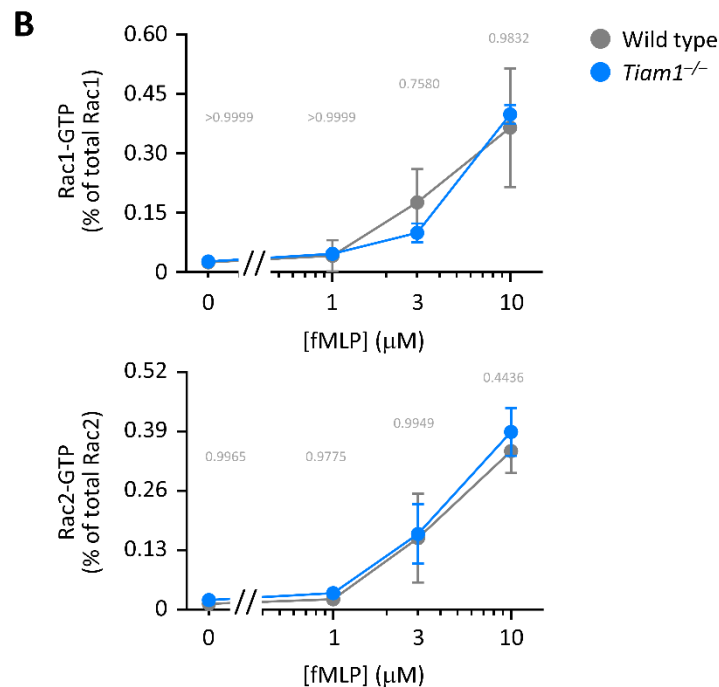 B
Wild type
Tiam1⁻/⁻
Rac1-GTP
(% of total Rac1)
0.60
0.45
0.30
0.15
0
>0.9999
>0.9999
0.7580
0.9832
0
1
3
10
[fMLP] (μM)
Rac2-GTP
(% of total Rac2)
0.52
0.39
0.26
0.13
0
0.9965
0.9775
0.9949
0.4436
0
1
3
10
[fMLP] (μM)